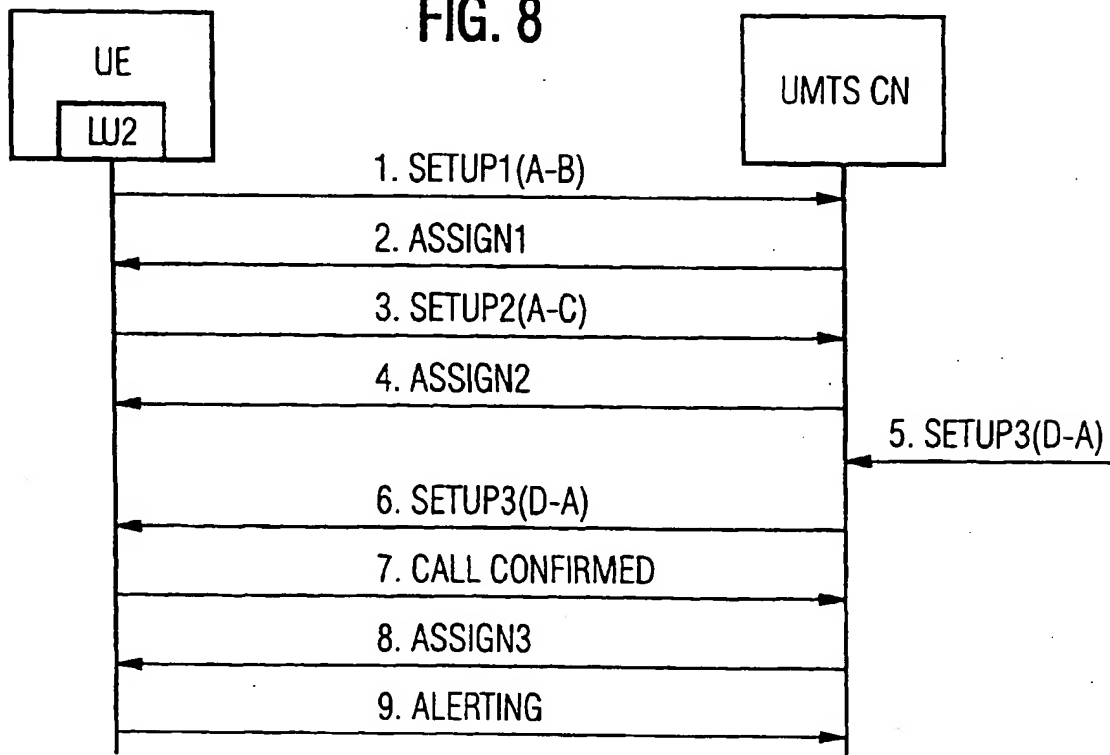 FIG. 8
UE
LU2
UMTS CN
1. SETUP1(A-B)
2. ASSIGN1
3. SETUP2(A-C)
4. ASSIGN2
5. SETUP3(D-A)
6. SETUP3(D-A)
7. CALL CONFIRMED
8. ASSIGN3
9. ALERTING